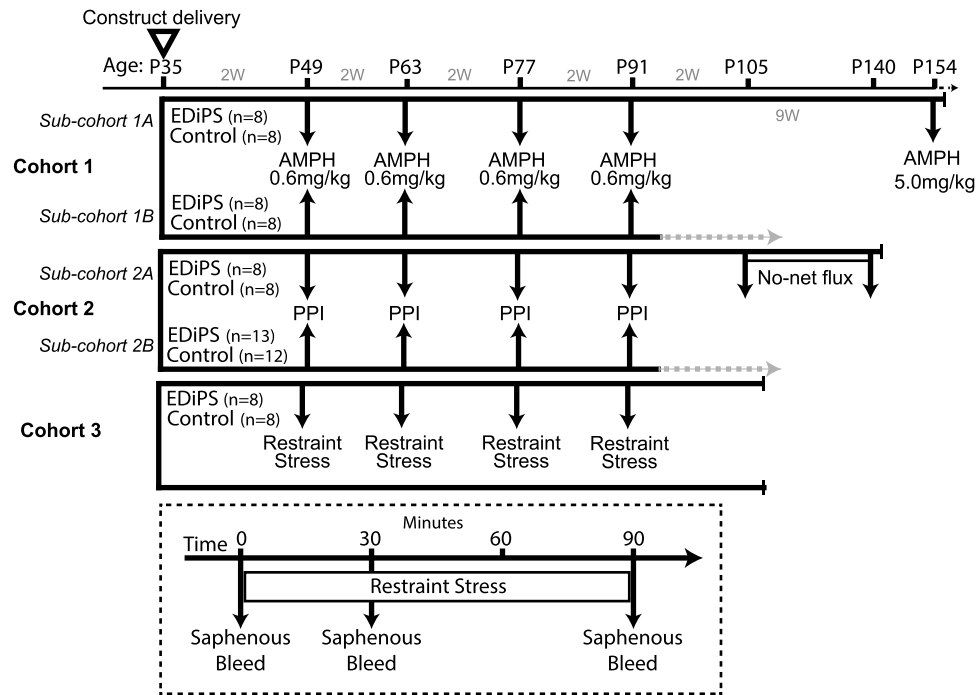 Construct delivery
Age: P35 2W P49 2W P63 2W P77 2W P91 2W P105 P140 P154
9W
Sub-cohort 1A
EDiPS (n=8)
Control (n=8)
Cohort 1
AMPH AMPH AMPH AMPH AMPH
0.6mg/kg 0.6mg/kg 0.6mg/kg 0.6mg/kg 5.0mg/kg
Sub-cohort 1B
EDiPS (n=8)
Control (n=8)
Sub-cohort 2A
EDiPS (n=8)
Control (n=8)
No-net flux
Cohort 2
PPI PPI PPI PPI
Sub-cohort 2B
EDiPS (n=13)
Control (n=12)
EDiPS (n=8)
Control (n=8)
Cohort 3
Restraint Restraint Restraint Restraint
Stress Stress Stress Stress
Minutes
Time 0 30 60 90
Restraint Stress
Saphenous Saphenous Saphenous
Bleed Bleed Bleed